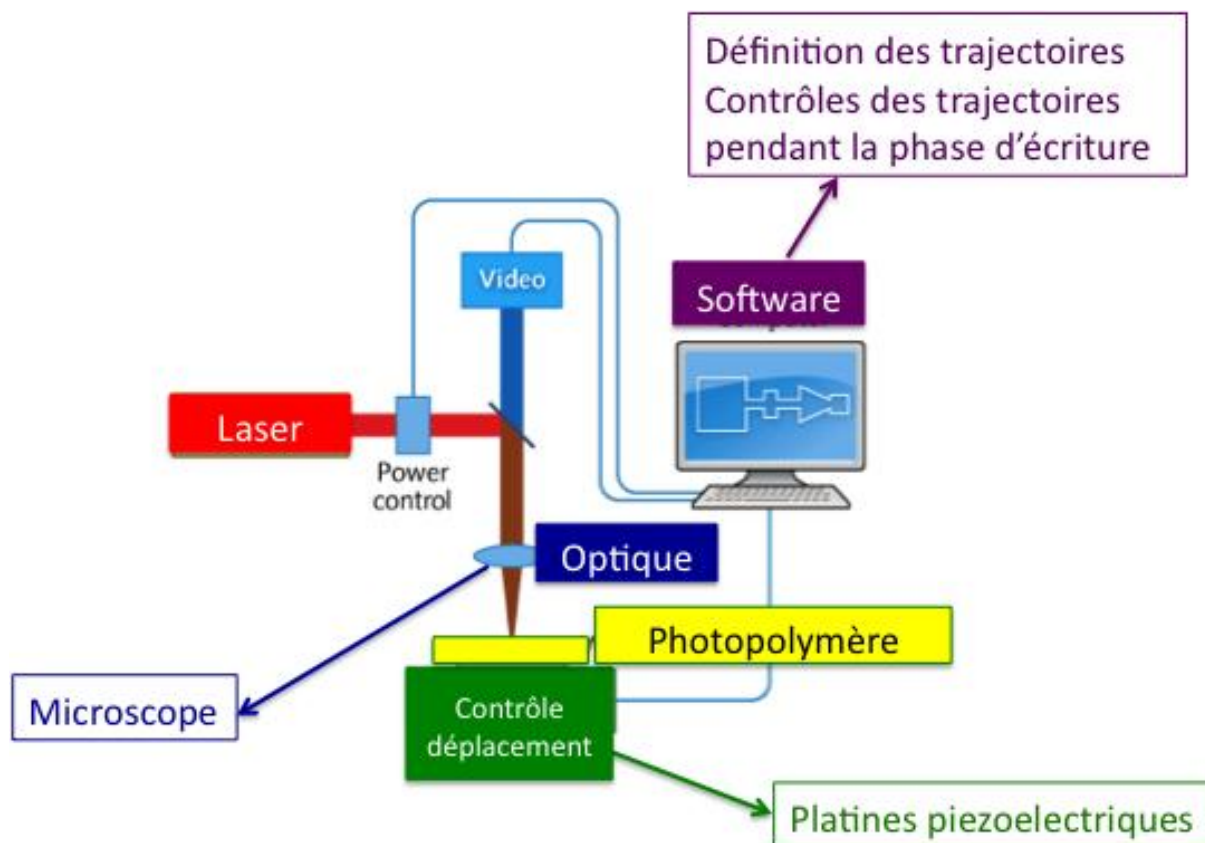 Définition des trajectoires
Contrôles des trajectoires
pendant la phase d'écriture
Video
Software
Laser
Power
control
Optique
Photopolymère
Microscope
Contrôle
déplacement
Platines piezoelectriques